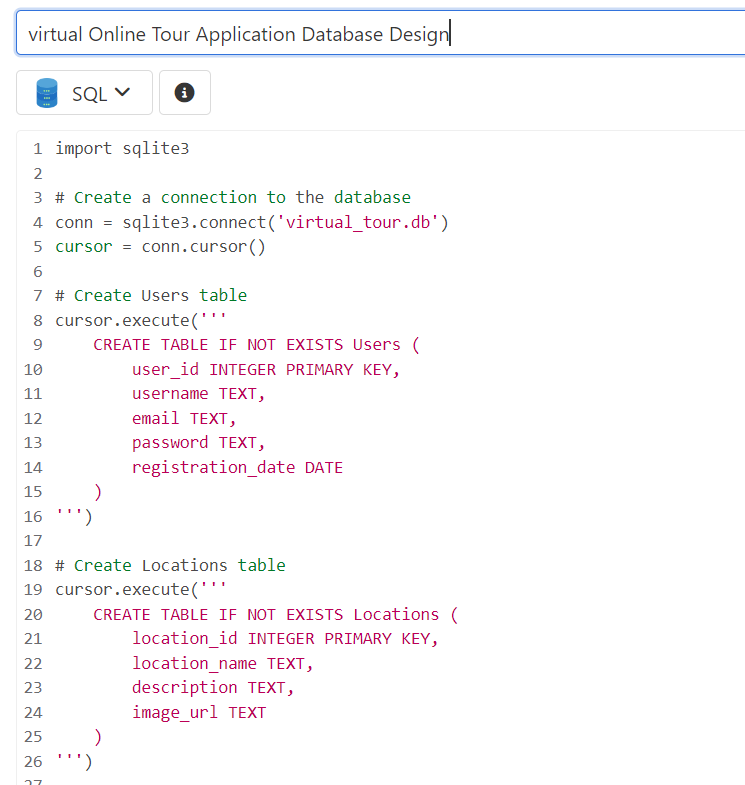 virtual Online Tour Application Database Design
SQL
1 import sqlite3
2
3 # Create a connection to the database
4 conn = sqlite3.connect('virtual_tour.db')
5 cursor = conn.cursor()
6
7 # Create Users table
8 cursor.execute('''
9     CREATE TABLE IF NOT EXISTS Users (
10         user_id INTEGER PRIMARY KEY,
11         username TEXT,
12         email TEXT,
13         password TEXT,
14         registration_date DATE
15     )
16 ''')
17
18 # Create Locations table
19 cursor.execute('''
20     CREATE TABLE IF NOT EXISTS Locations (
21         location_id INTEGER PRIMARY KEY,
22         location_name TEXT,
23         description TEXT,
24         image_url TEXT
25     )
26 ''')
27